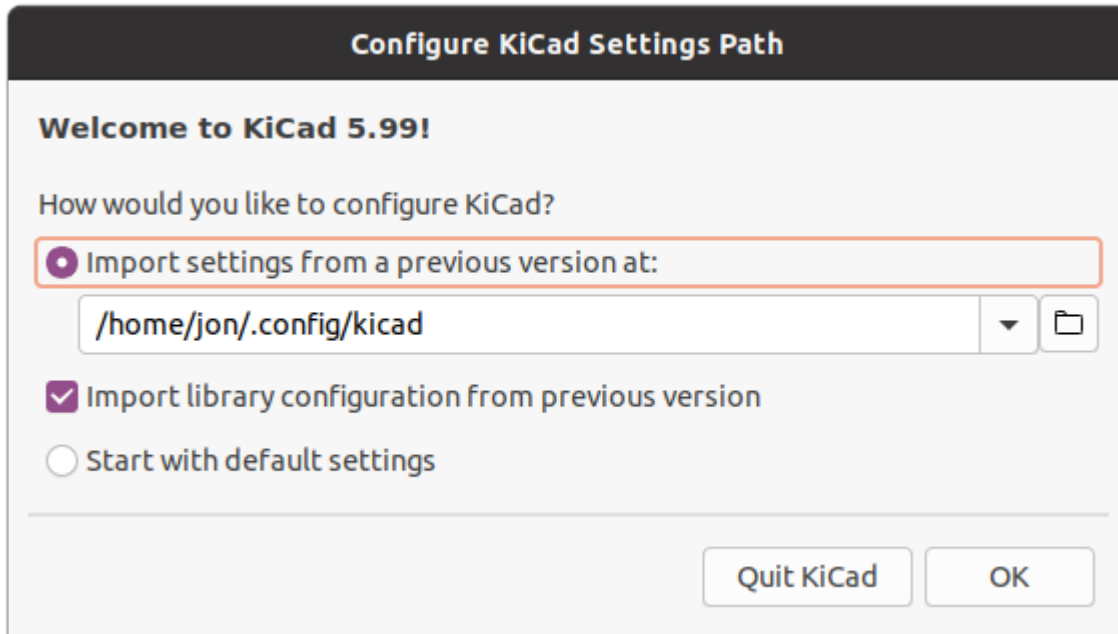 Configure KiCad Settings Path
Welcome to KiCad 5.99!
How would you like to configure KiCad?
Import settings from a previous version at:
/home/jon/.config/kicad
Import library configuration from previous version
Start with default settings
Quit KiCad
OK